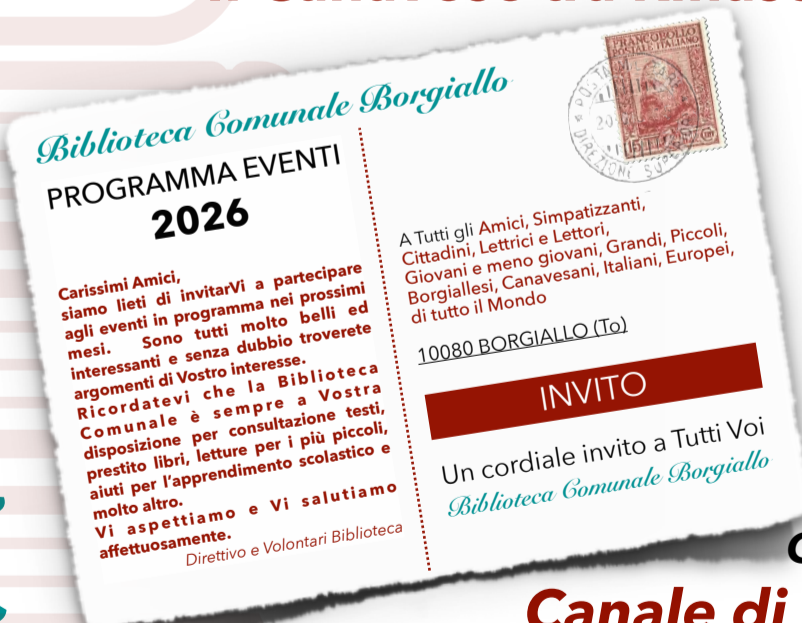 Biblioteca Comunale Borgiallo
PROGRAMMA EVENTI
2026
Carissimi Amici,
siamo lieti di invitarVi a partecipare
agli eventi in programma nei prossimi
mesi. Sono tutti molto belli ed
interessanti e senza dubbio troverete
argomenti di Vostro interesse.
Ricordatevi che la Biblioteca
Comunale è sempre a Vostra
disposizione per consultazione testi,
prestito libri, letture per i più piccoli,
aiuti per l'apprendimento scolastico e
molto altro.
Vi aspettiamo e Vi salutiamo
affettuosamente.
Direttivo e Volontari Biblioteca
FRANCOBOLLO
POSTALE ITALIANO
A Tutti gli Amici, Simpatizzanti,
Cittadini, Lettrici e Lettori,
Giovani e meno giovani, Grandi, Piccoli,
Borgiallesi, Canavesani, Italiani, Europei,
di tutto il Mondo
10080 BORGIALLO (To)
INVITO
Un cordiale invito a Tutti Voi
Biblioteca Comunale Borgiallo
Canale di